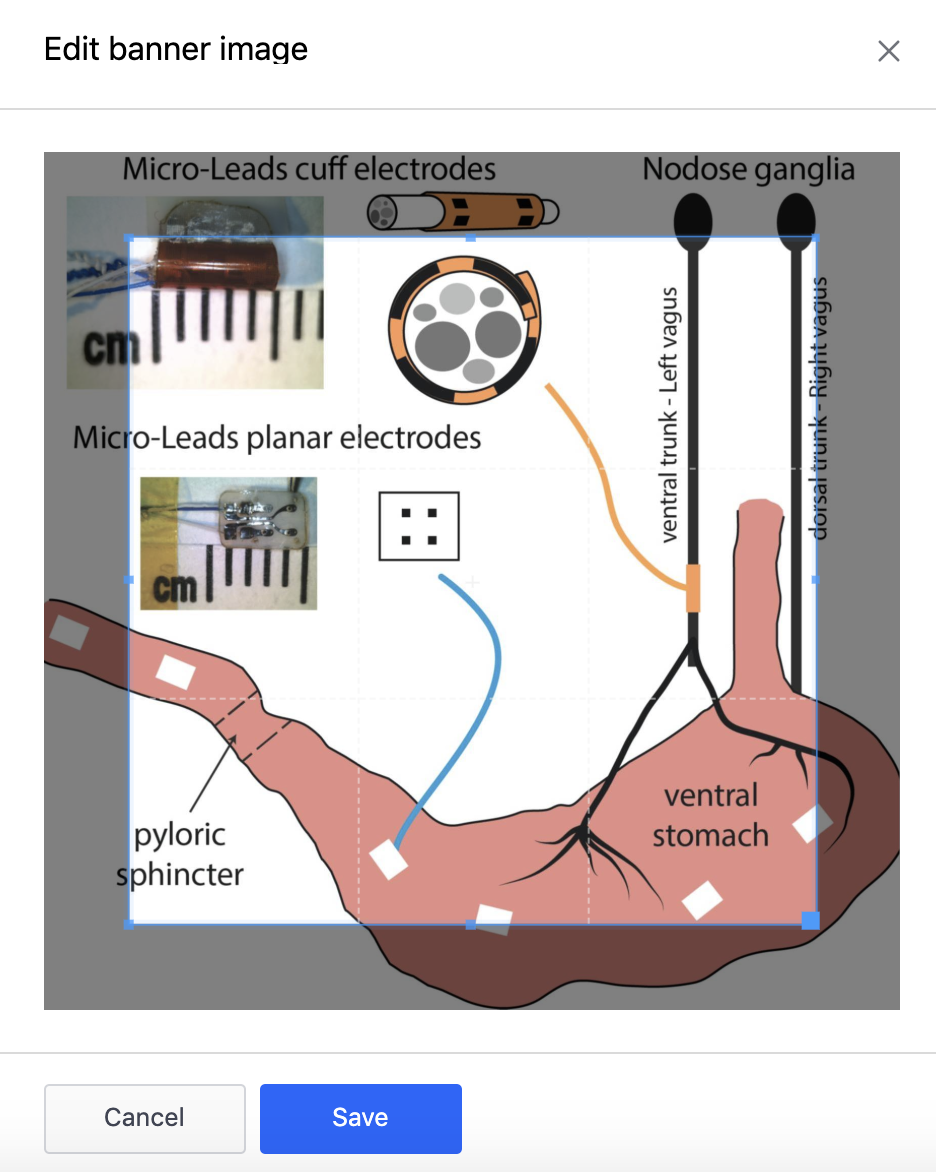 Edit banner image
Micro-Leads cuff electrodes
Nodose ganglia
cm
ventral trunk - Left vagus
dorsal trunk - Right vagus
Micro-Leads planar electrodes
cm
pyloric
sphincter
ventral
stomach
Cancel
Save